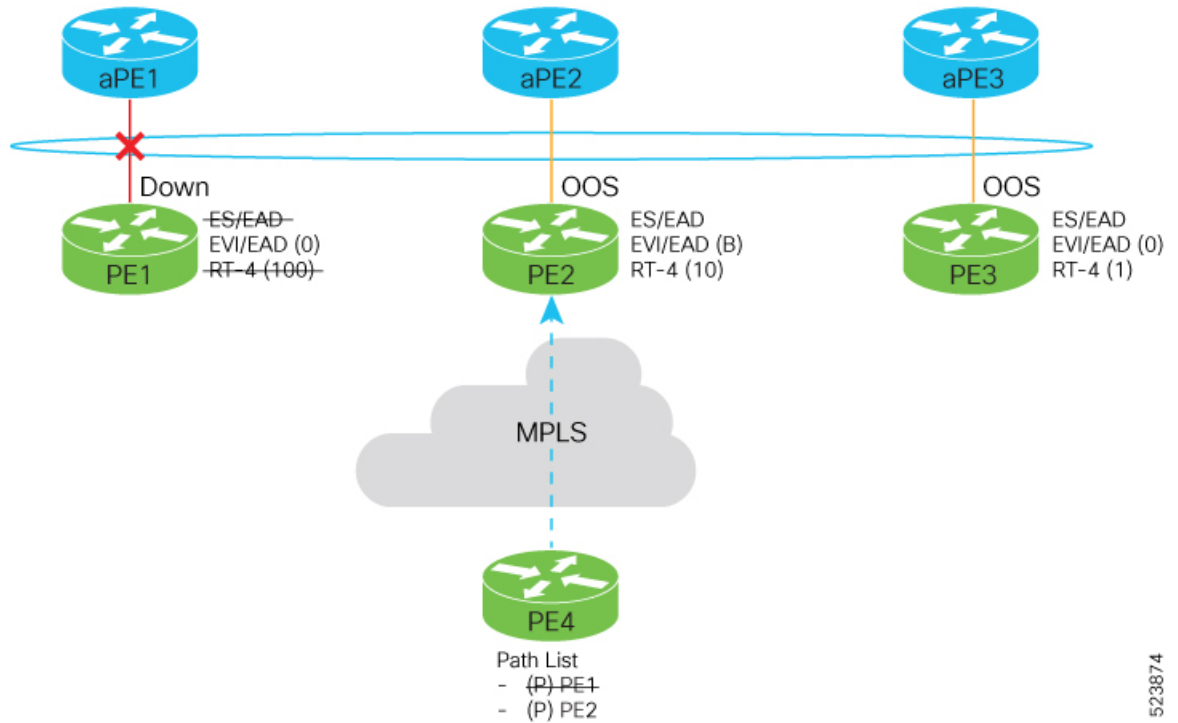 aPE1
aPE2
aPE3
Down
OOS
OOS
PE1
ES/EAD
EVI/EAD (0)
RT-4 (100)
PE2
ES/EAD
EVI/EAD (B)
RT-4 (10)
PE3
ES/EAD
EVI/EAD (0)
RT-4 (1)
MPLS
PE4
Path List
- (P) PE1
- (P) PE2
523874